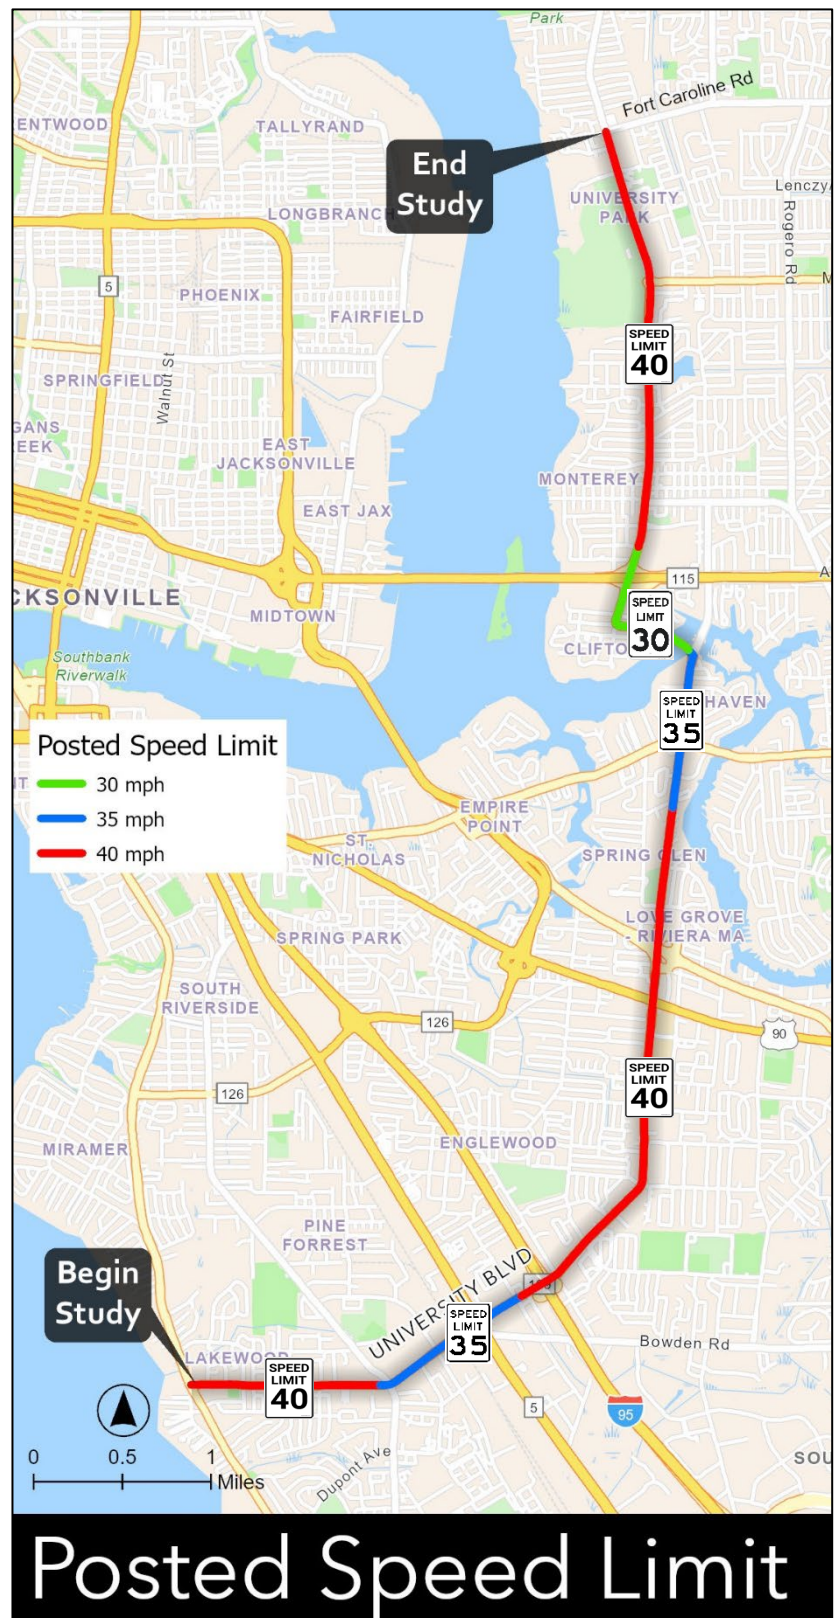 Park
Fort Caroline Rd
ENTWOOD
TALLYRAND
End
Study
Lenczy
UNIVERSITY
PARK
LONGBRANCH
Rogero Rd
5
PHOENIX
M
FAIRFIELD
SPEED
LIMIT
40
SPRINGFIELD
Walnut St
GANS
EEK
EAST
JACKSONVILLE
MONTEREY
EAST JAX
115
A
CKSONVILLE
MIDTOWN
SPEED
LIMIT
30
CLIFTO
Southbank
Riverwalk
HAVEN
SPEED
LIMIT
35
Posted Speed Limit
30 mph
35 mph
40 mph
EMPIRE
POINT
ST
NICHOLAS
SPRING GLEN
LOVE GROVE
- RIVIERA MA
SPRING PARK
SOUTH
RIVERSIDE
126
90
126
SPEED
LIMIT
40
MIRAMER
ENGLEWOOD
PINE
FORREST
Begin
Study
UNIVERSITY BLVD
SPEED
LIMIT
35
Bowden Rd
LAKEWOOD
SPEED
LIMIT
40
5
95
0 0.5 1
Miles
Dupont Ave
SOU
Posted Speed Limit